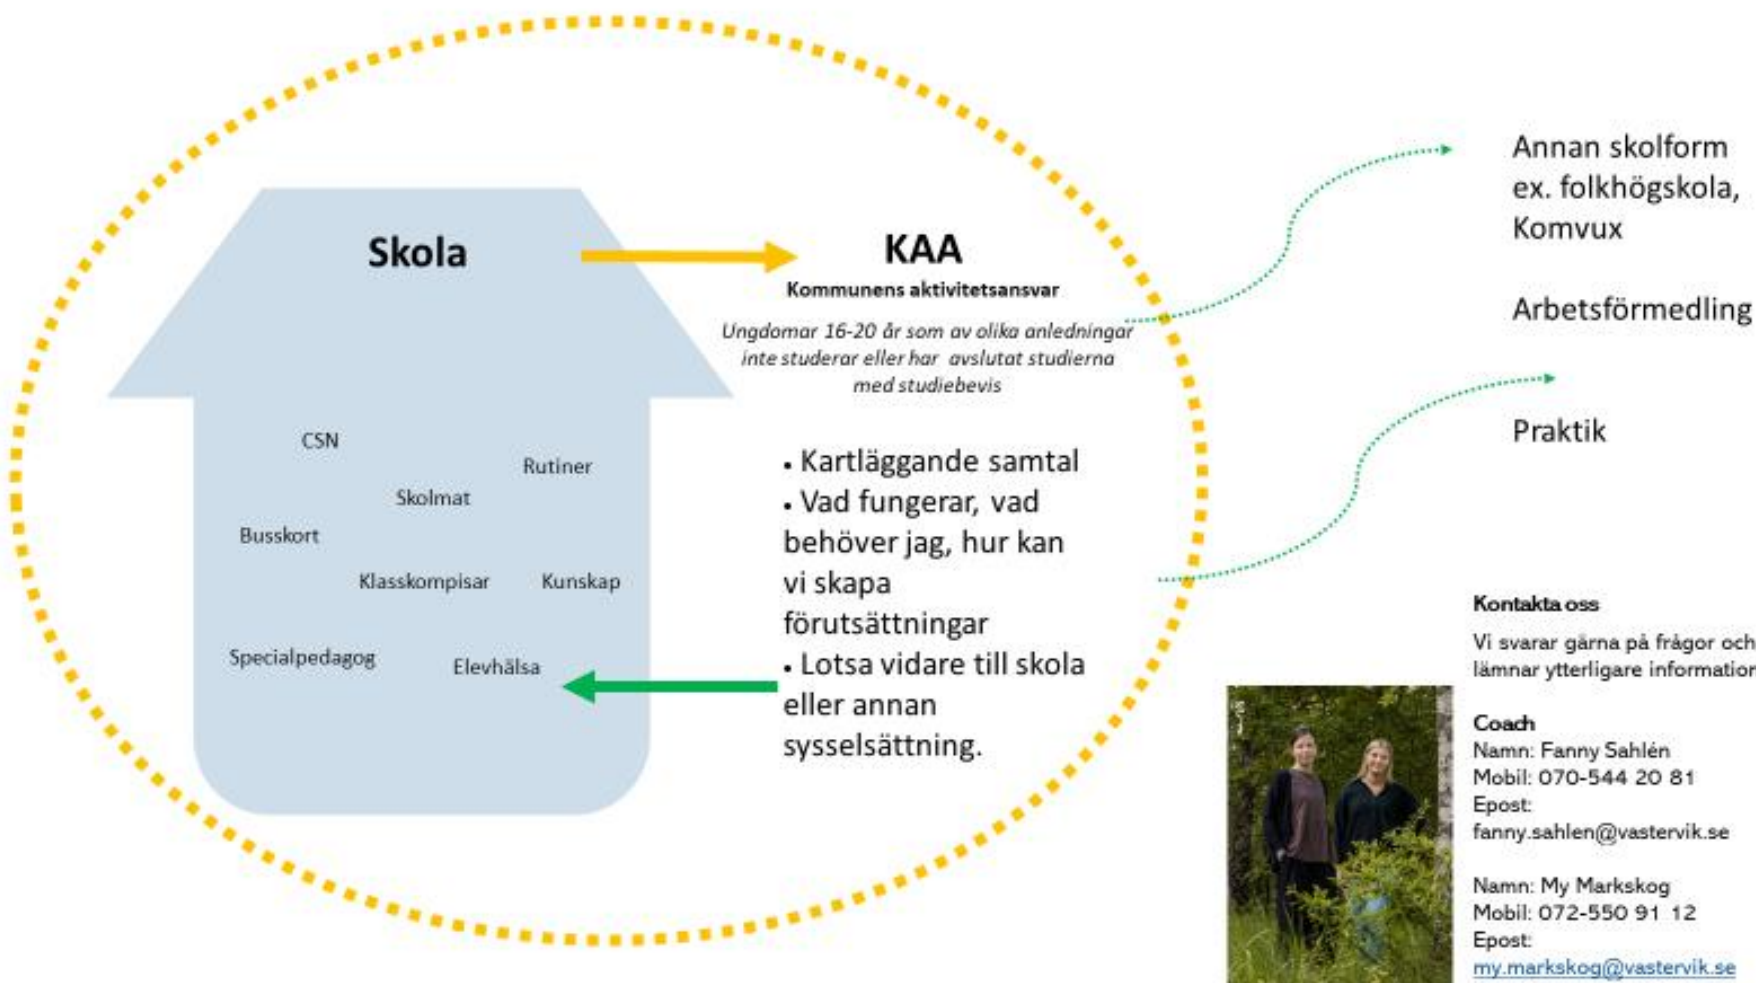 Skola
CSN
Rutiner
Skolmat
Busskort
Klasskompisar
Kunskap
Specialpedagog
Elevhälsa
KAA
Kommunens aktivitetsansvar
Ungdomar 16-20 år som av olika anledningar
inte studerar eller har avslutat studierna
med studiebevis
• Kartläggande samtal
• Vad fungerar, vad
behöver jag, hur kan
vi skapa
förutsättningar
• Lotsa vidare till skola
eller annan
sysselsättning.
Annan skolform
ex. folkhögskola,
Komvux
Arbetsförmedling
Praktik
Kontakta oss
Vi svarar gärna på frågor och
lämnar ytterligare information
Coach
Namn: Fanny Sahlén
Mobil: 070-544 20 81
Epost:
fanny.sahlen@vastervik.se
Namn: My Markskog
Mobil: 072-550 91 12
Epost:
my.markskog@vastervik.se